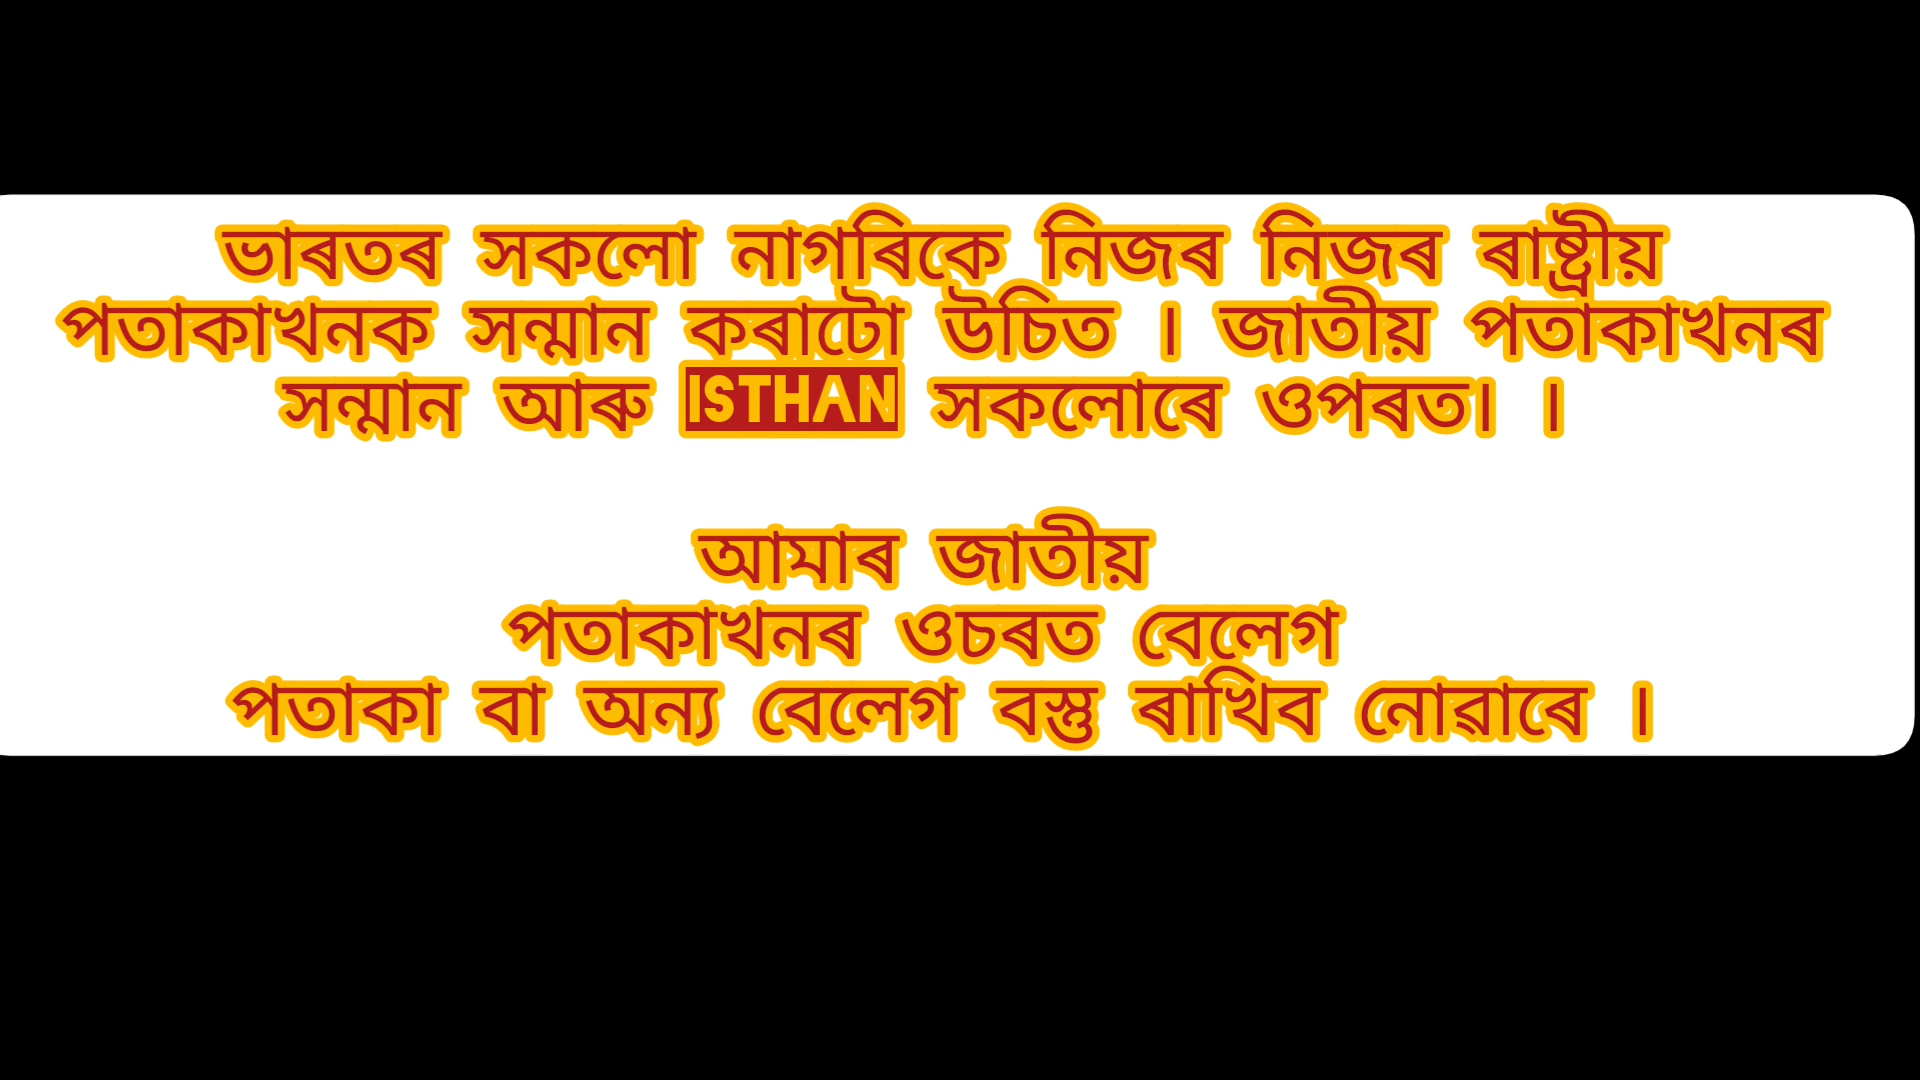 ভাৰতৰ সকলো নাগৰিকে নিজৰ নিজৰ ৰাষ্ট্ৰীয়
পতাকাখনক সন্মান কৰাটো উচিত । জাতীয় পতাকাখনৰ
সন্মান আৰু ISTHAN সকলোৰে ওপৰত। ।
আমাৰ জাতীয়
পতাকাখনৰ ওচৰত বেলেগ
পতাকা বা অন্য বেলেগ বস্তু ৰাখিব নোৱাৰে ।